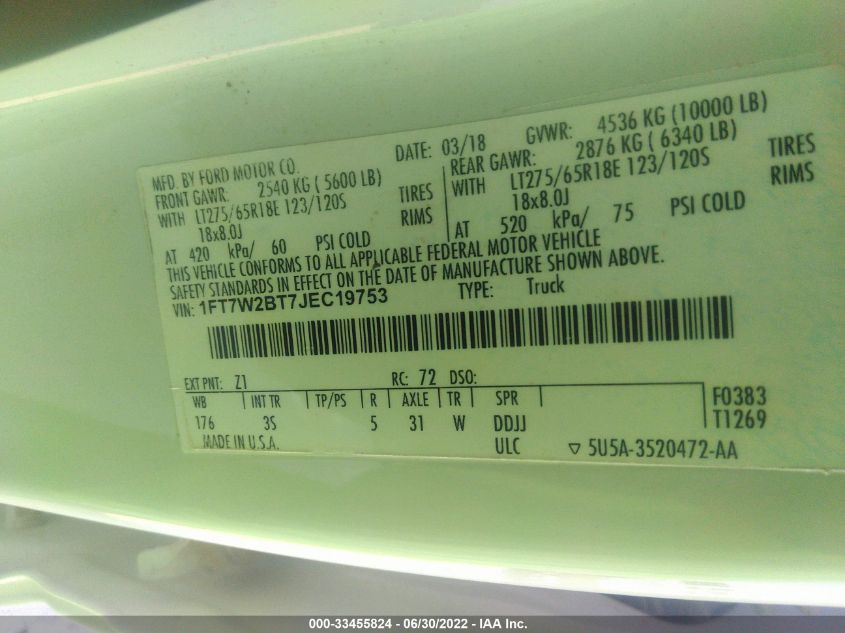 MFD. BY FORD MOTOR CO.
DATE: 03/18 GVWR: 4536 KG (10000 LB)
FRONT GAWR: 2540 KG ( 5600 LB) REAR GAWR: 2876 KG ( 6340 LB)
WITH LT275/65R18E 123/120S TIRES WITH LT275/65R18E 123/120S TIRES
18x8.0J RIMS 18x8.0J RIMS
AT 420 kPa/ 60 PSI COLD AT 520 kPa/ 75 PSI COLD
THIS VEHICLE CONFORMS TO ALL APPLICABLE FEDERAL MOTOR VEHICLE
SAFETY STANDARDS IN EFFECT ON THE DATE OF MANUFACTURE SHOWN ABOVE.
VIN: 1FT7W2BT7JEC19753 TYPE: Truck
EXT PNT: Z1 RC: 72 DSO:
WB INT TR TP/PS R AXLE TR SPR F0383
176 3S 5 31 W DDJJ T1269
MADE IN U.S.A. ULC ▽ 5U5A-3520472-AA
000-33455824 - 06/30/2022 - IAA Inc.